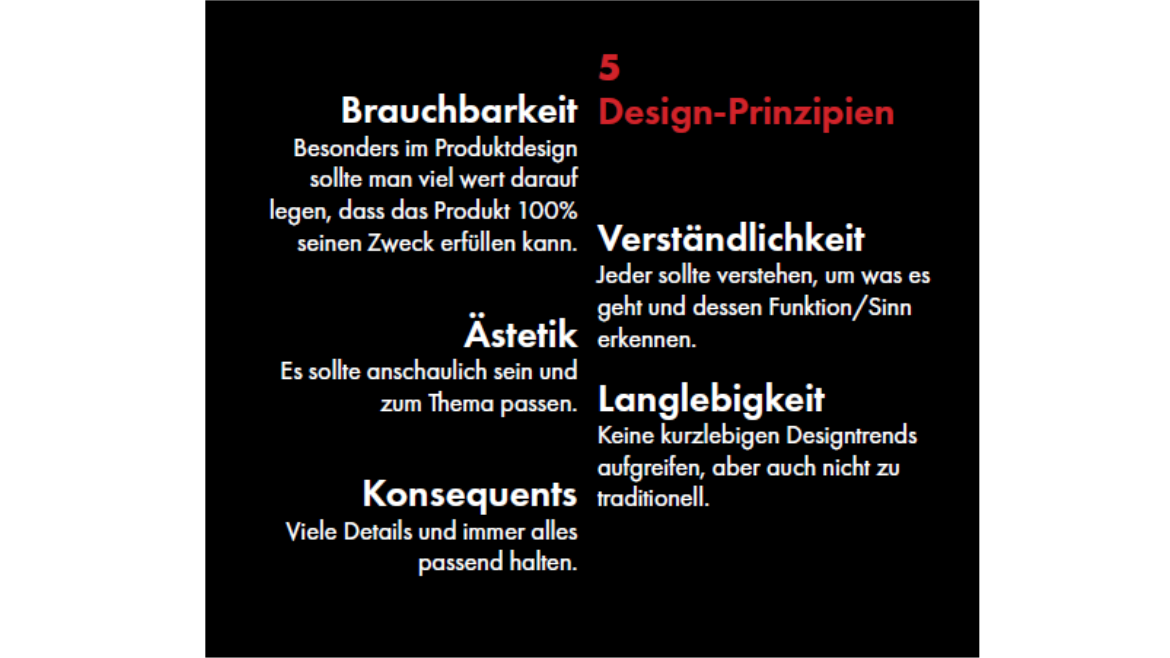 5
Design-Prinzipien
Brauchbarkeit
Besonders im Produktdesign
sollte man viel wert darauf
legen, dass das Produkt 100%
seinen Zweck erfüllen kann.
Verständlichkeit
Jeder sollte verstehen, um was es
geht und dessen Funktion/Sinn
erkennen.
Ästetik
Es sollte anschaulich sein und
zum Thema passen.
Langlebigkeit
Keine kurzlebigen Designtrends
aufgreifen, aber auch nicht zu
traditionell.
Konsequents
Viele Details und immer alles
passend halten.